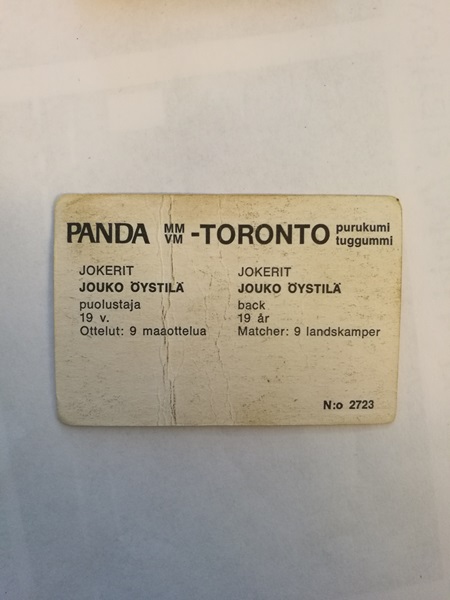 PANDA MM VM -TORONTO purukumi tuggummi
JOKERIT
JOUKO ÖYSTILÄ
puolustaja
19 v.
Ottelut: 9 maaottelua
JOKERIT
JOUKO ÖYSTILÄ
back
19 år
Matcher: 9 landskamper
N:o 2723